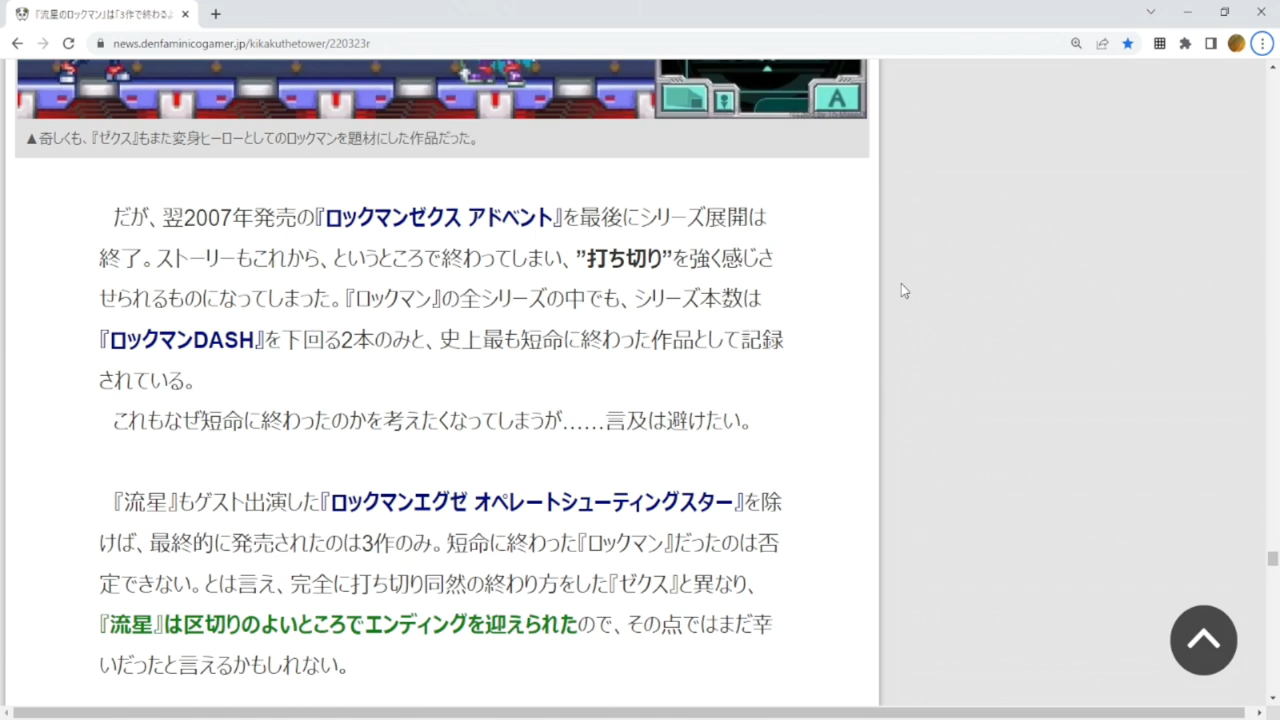 『流星のロックマン』は「3作で終わる
news.denfaminicogamer.jp/kikakuthetower/220323r
A
▲奇しくも、『ゼクス』もまた変身ヒーローとしてのロックマンを題材にした作品だった。
だが、翌2007年発売の『ロックマンゼクス アドベント』を最後にシリーズ展開は
終了。ストーリーもこれから、というところで終わってしまい、”打ち切り”を強く感じさ
せられるものになってしまった。『ロックマン』の全シリーズの中でも、シリーズ本数は
『ロックマンDASH』を下回る2本のみと、史上最も短命に終わった作品として記録
されている。
これもなぜ短命に終わったのかを考えたくなってしまうが……言及は避けたい。
『流星』もゲスト出演した『ロックマンエグゼ オペレートシューティングスター』を除
けば、最終的に発売されたのは3作のみ。短命に終わった『ロックマン』だったのは否
定できない。とは言え、完全に打ち切り同然の終わり方をした『ゼクス』と異なり、
『流星』は区切りのよいところでエンディングを迎えられたので、その点ではまだ幸
いだったと言えるかもしれない。